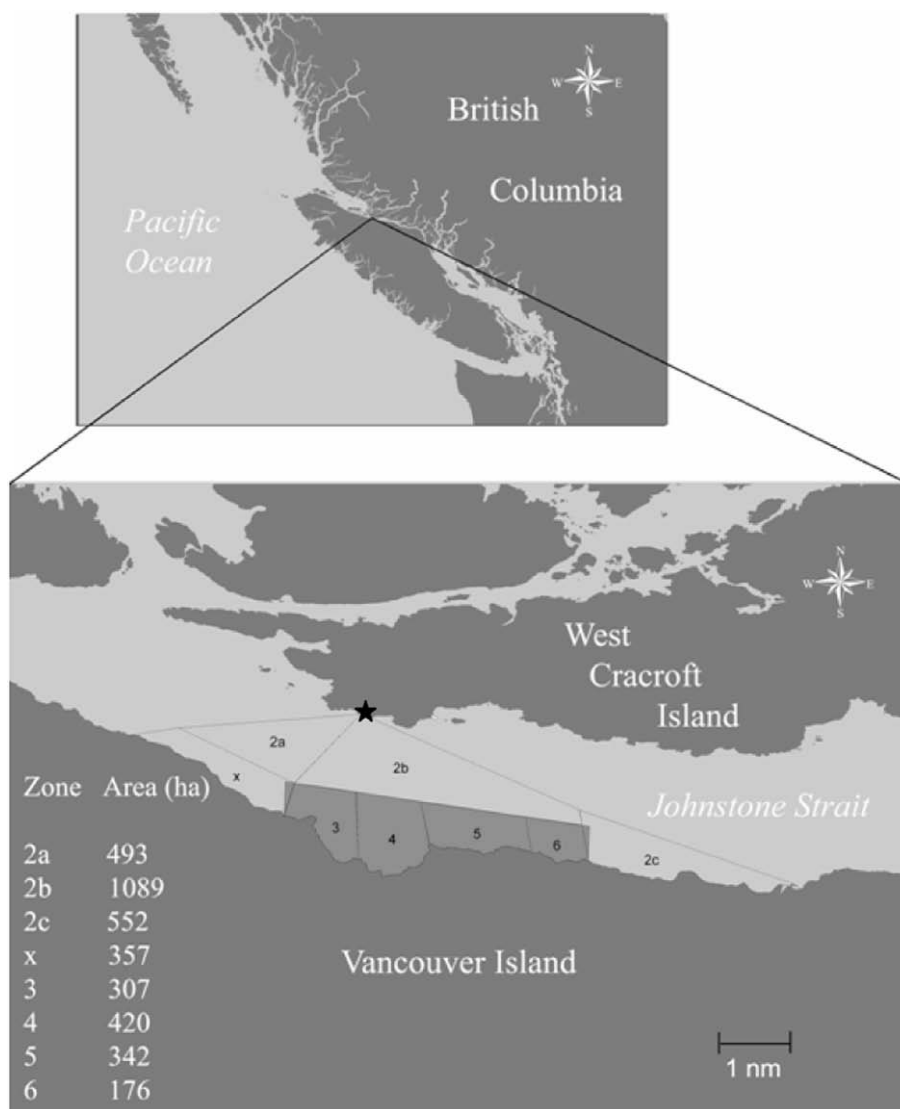 N
W E
S
British
Columbia
Pacific
Ocean
N
W E
S
West
Cracroft
Island
2a
2b
x
Johnstone Strait
Zone Area (ha)
3
4
5
6
2c
2a 493
2b 1089
2c 552
x 357
3 307
4 420
5 342
6 176
Vancouver Island
1 nm